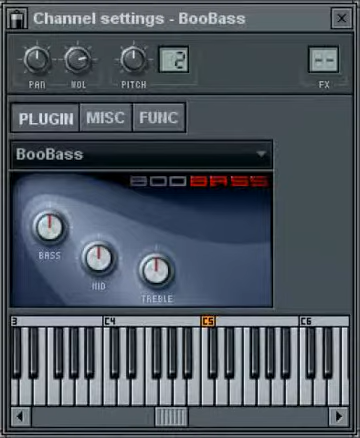 Channel settings - BooBass
2
--
PAN VOL PITCH FX
PLUGIN MISC FUNC
BooBass
BOOBASS
BASS
MID
TREBLE
3 C4 C5 C6